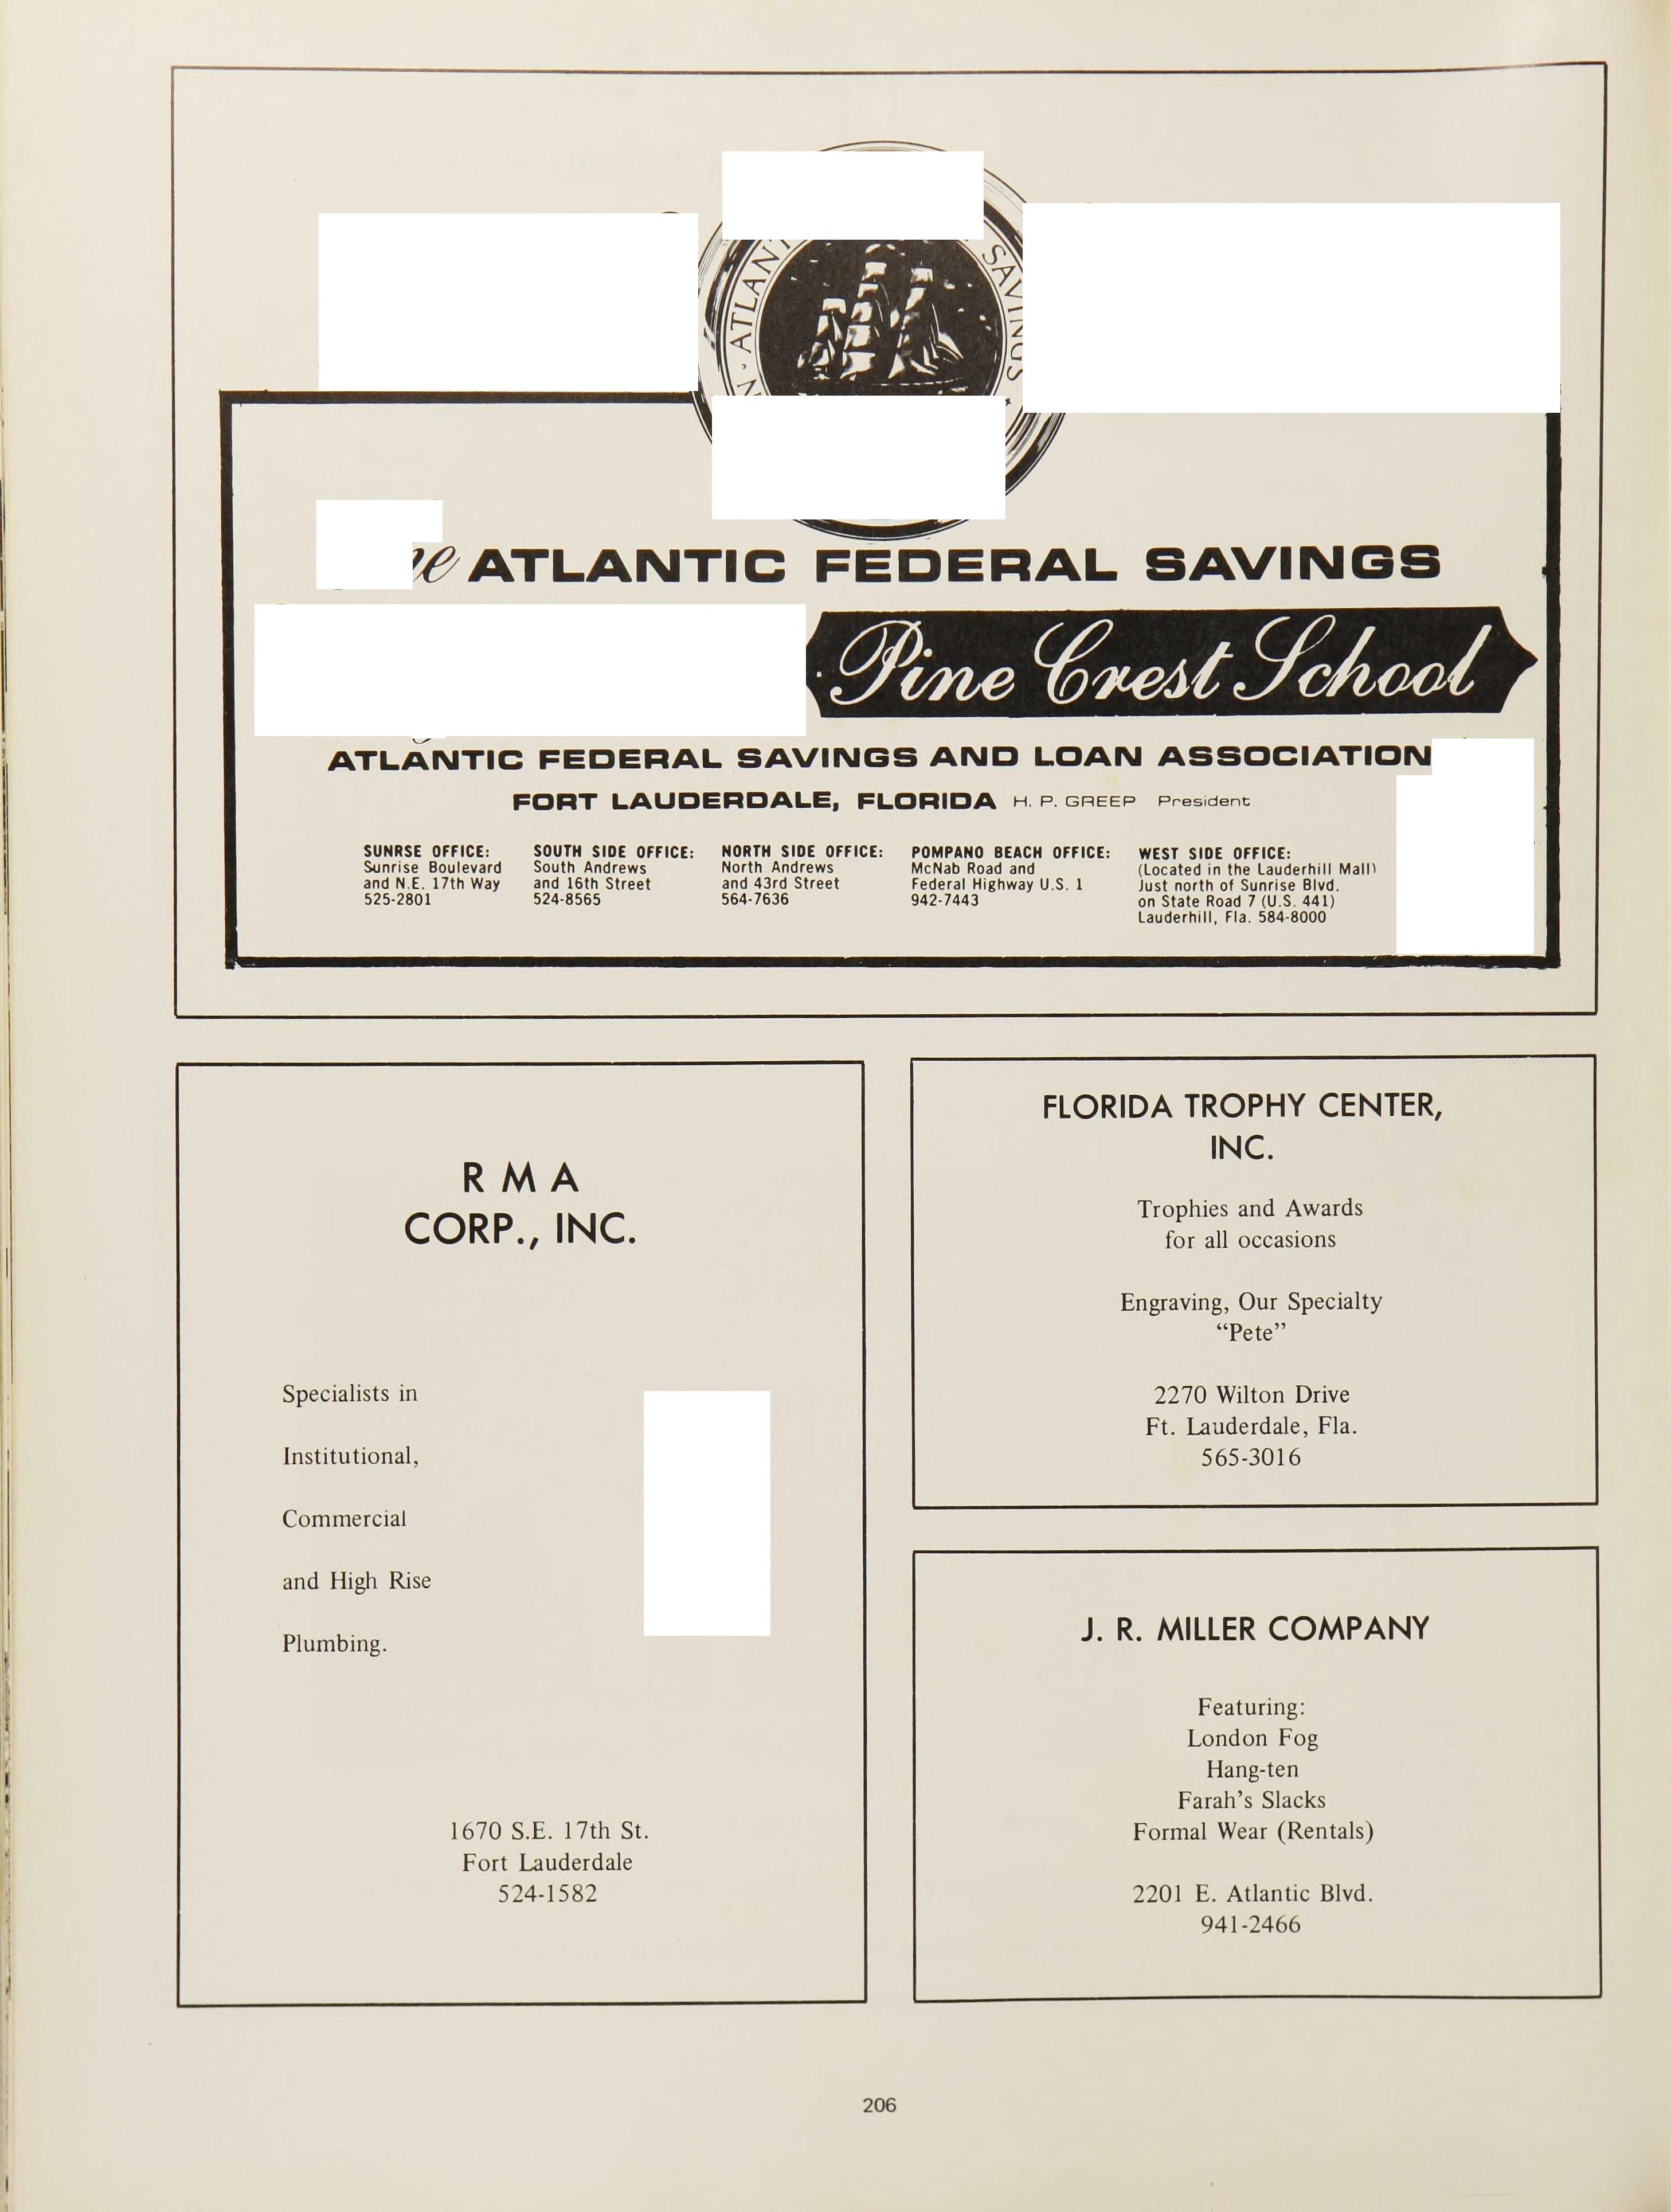 ATLANT SAVINGS
ATLANTIC FEDERAL SAVINGS
Pine Crest School
ATLANTIC FEDERAL SAVINGS AND LOAN ASSOCIATION
FORT LAUDERDALE, FLORIDA H. P. GREEP President
SUNRSE OFFICE:
Sunrise Boulevard
and N.E. 17th Way
525-2801
SOUTH SIDE OFFICE:
South Andrews
and 16th Street
524-8565
NORTH SIDE OFFICE:
North Andrews
and 43rd Street
564-7636
POMPANO BEACH OFFICE:
McNab Road and
Federal Highway U.S. 1
942-7443
WEST SIDE OFFICE:
(Located in the Lauderhill Mall)
Just north of Sunrise Blvd.
on State Road 7 (U.S. 441)
Lauderhill, Fla. 584-8000
R M A
CORP., INC.
Specialists in
Institutional,
Commercial
and High Rise
Plumbing.
1670 S.E. 17th St.
Fort Lauderdale
524-1582
FLORIDA TROPHY CENTER,
INC.
Trophies and Awards
for all occasions
Engraving, Our Specialty
“Pete”
2270 Wilton Drive
Ft. Lauderdale, Fla.
565-3016
J. R. MILLER COMPANY
Featuring:
London Fog
Hang-ten
Farah’s Slacks
Formal Wear (Rentals)
2201 E. Atlantic Blvd.
941-2466
206